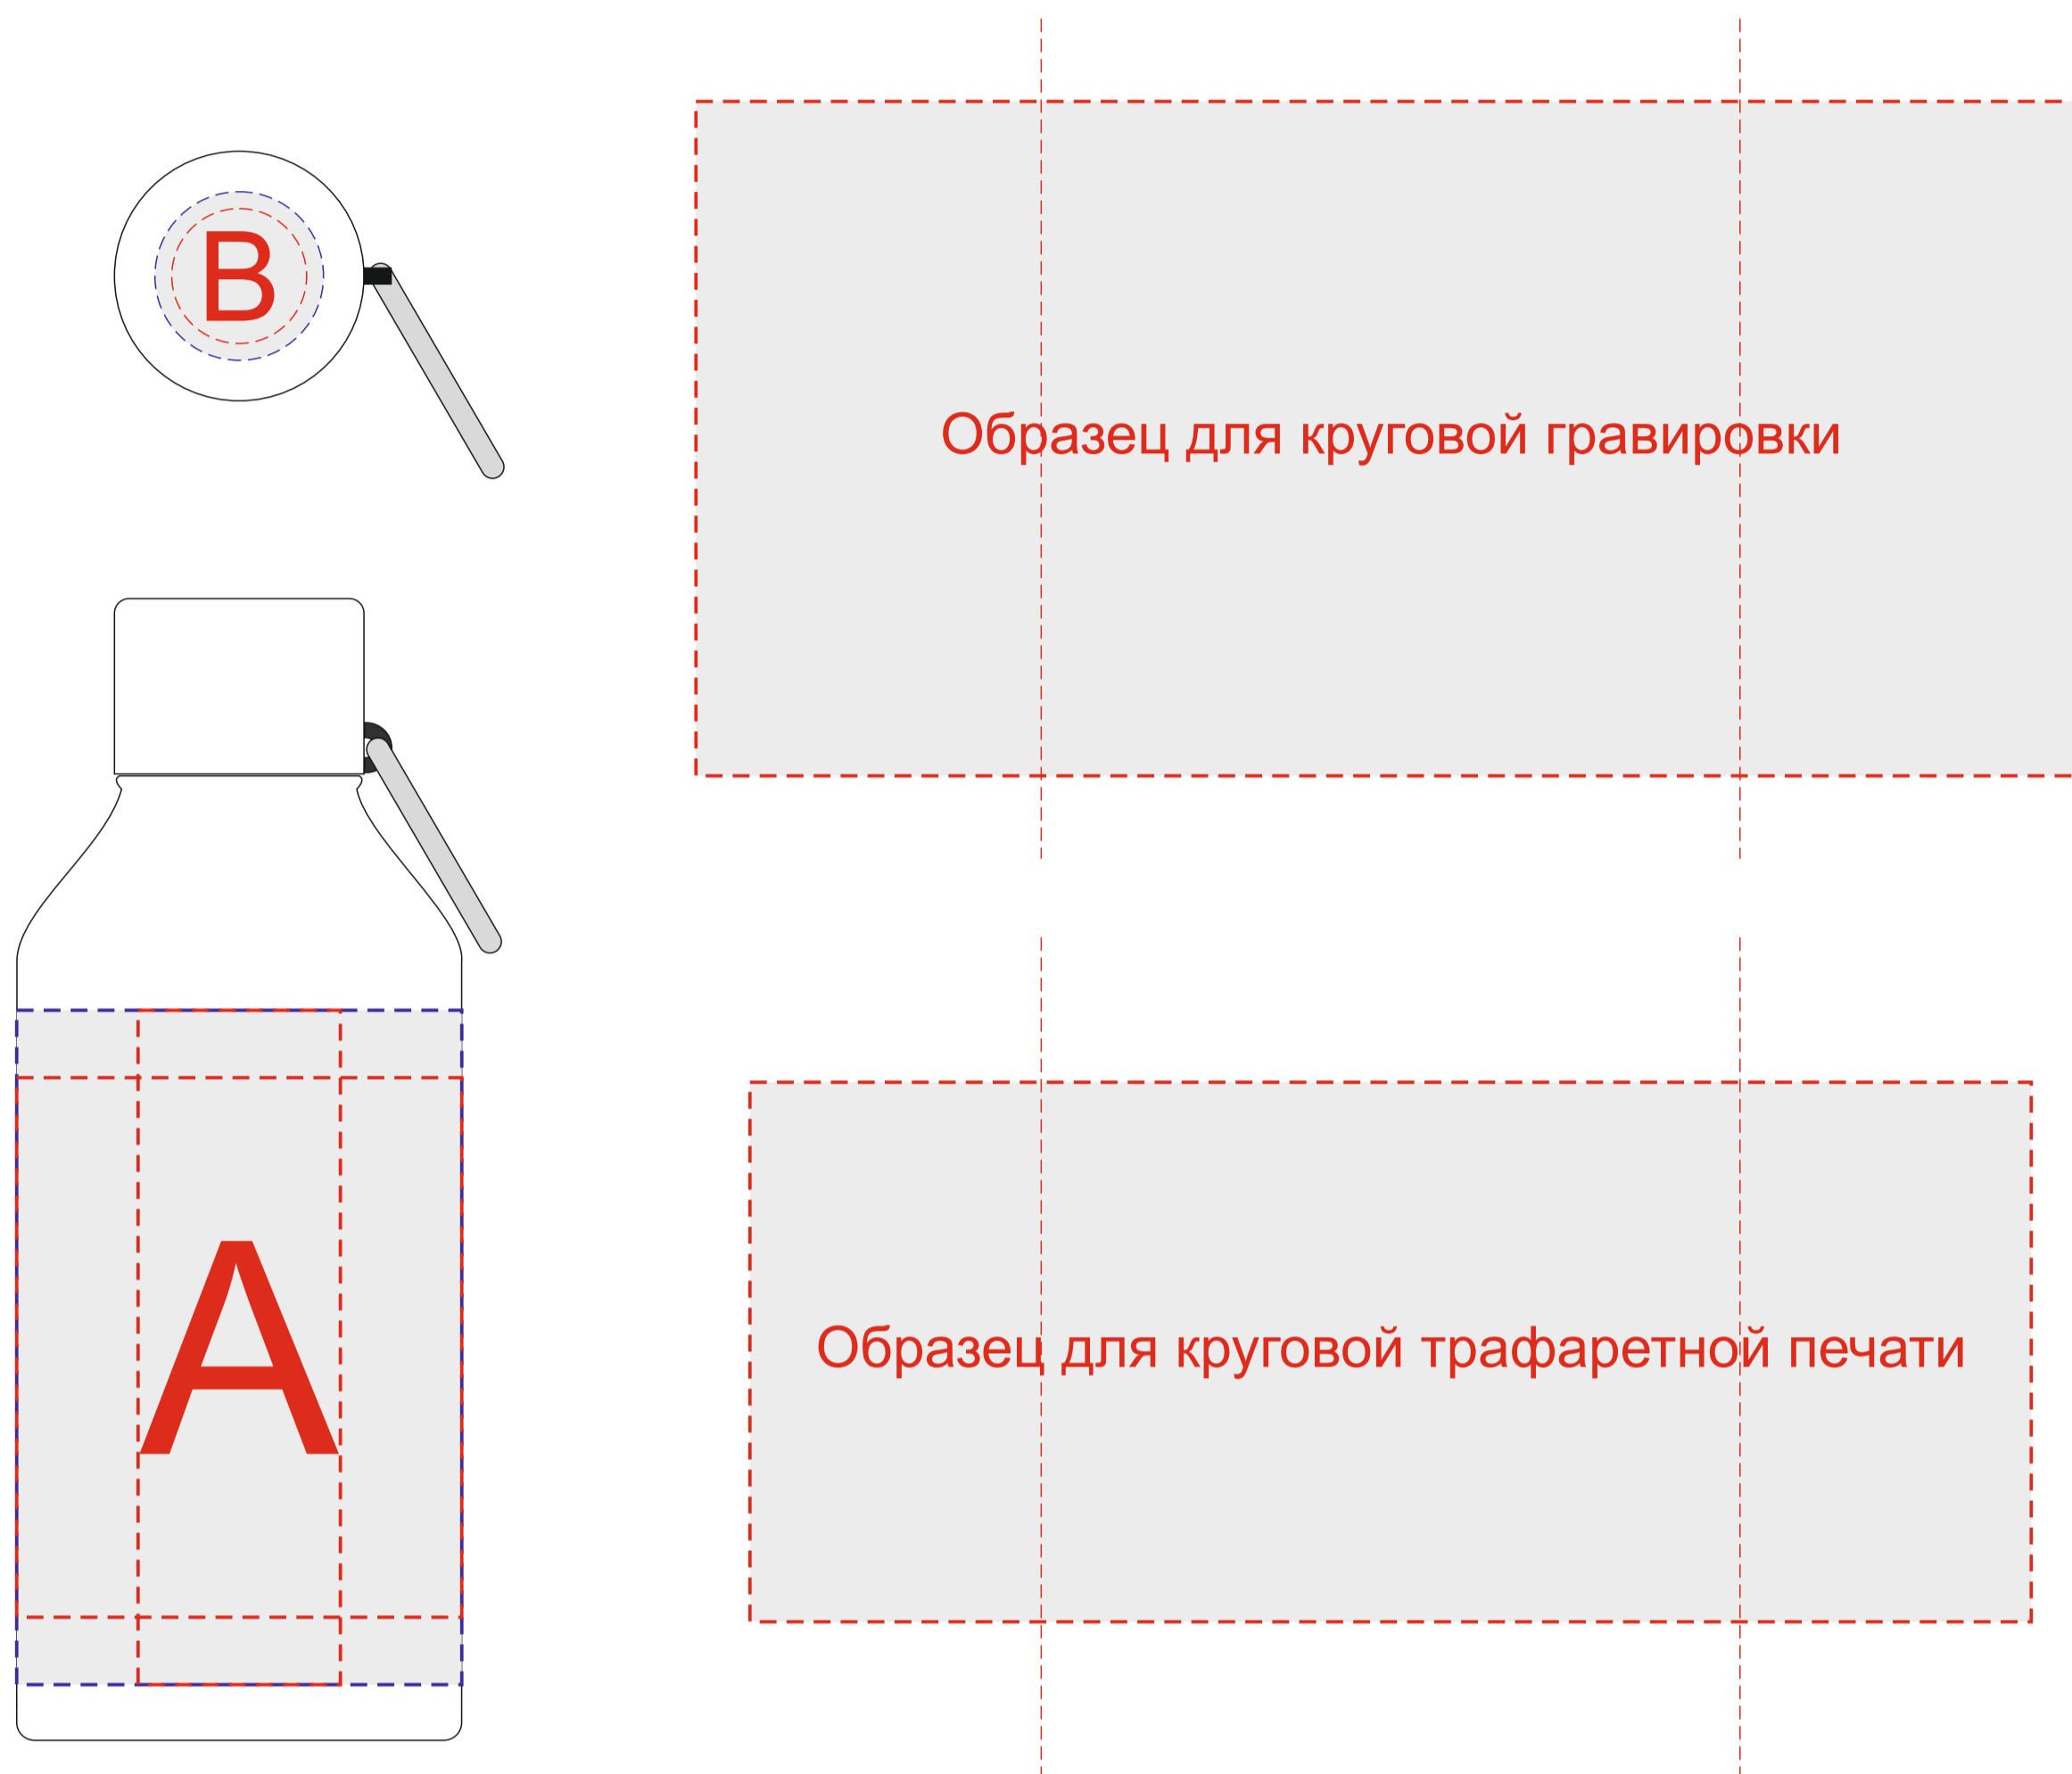 B
Образец для круговой гравировки
A
Образец для круговой трафаретной печати